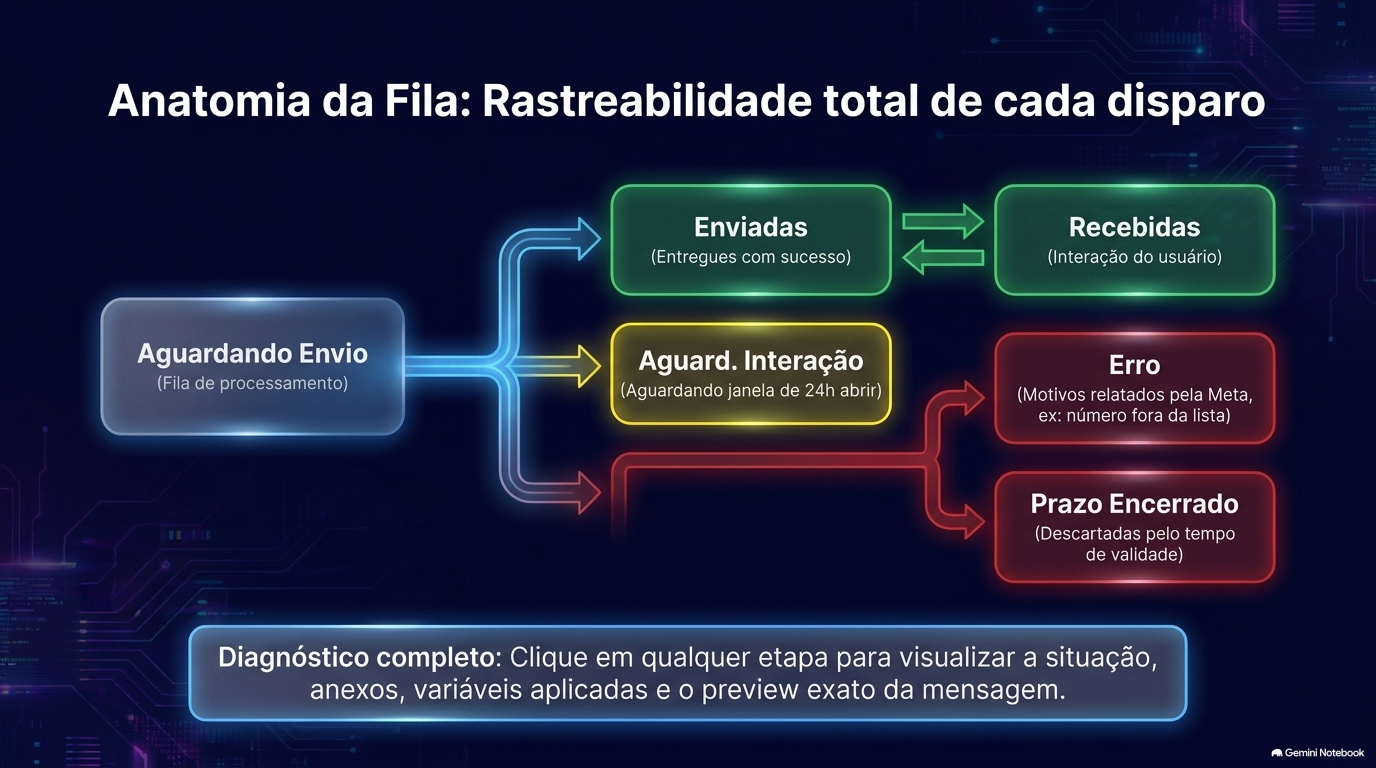 Anatomia da Fila: Rastreabilidade total de cada disparo
Aguardando Envio
(Fila de processamento)
Enviadas
(Entregues com sucesso)
Recebidas
(Interação do usuário)
Aguard. Interação
(Aguardando janela de 24h abrir)
Erro
(Motivos relatados pela Meta,
ex: número fora da lista)
Prazo Encerrado
(Descartadas pelo tempo
de validade)
Diagnóstico completo: Clique em qualquer etapa para visualizar a situação,
anexos, variáveis aplicadas e o preview exato da mensagem.
Gemini Notebook